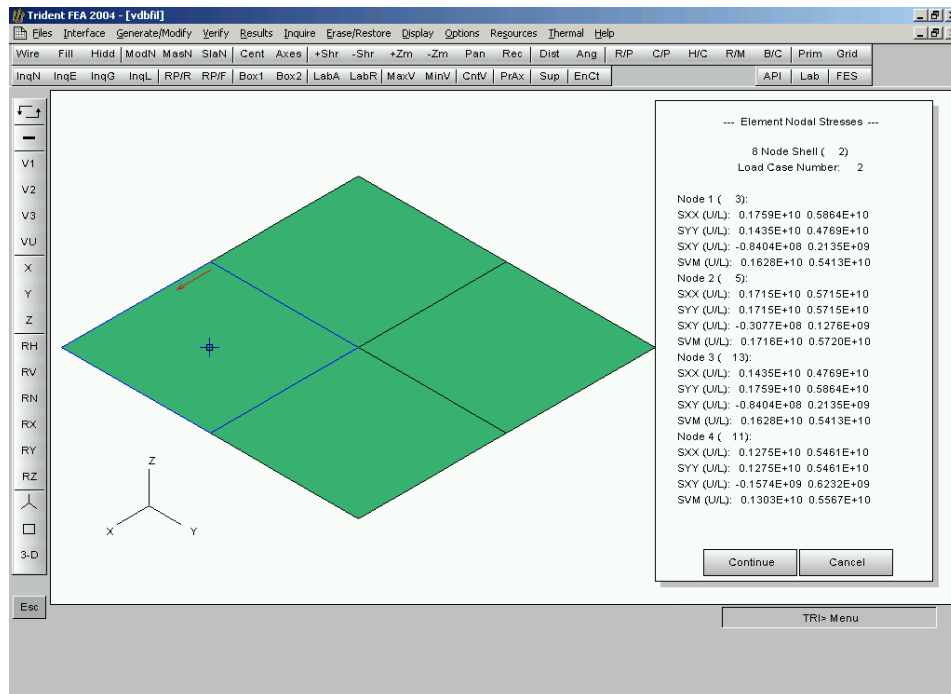 Trident FEA 2004 - [vdbfil]
Files Interface Generate/Modify Verify Results Inquire Erase/Restore Display Options Resources Thermal Help
Wire Fill Hidd ModN MasN SlaN Cent Axes +Shr -Shr +Zm -Zm Pan Rec Dist Ang R/P C/P H/C R/M B/C Prim Grid
InqN InqE InqG InqL RP/R RP/F Box1 Box2 LabA LabR MaxV MinV CntV PrAx Sup EnCt API Lab FES
V1
V2
V3
VU
X
Y
Z
RH
RV
RN
RX
RY
RZ
3-D
Esc
Z
X Y
--- Element Nodal Stresses ---
8 Node Shell ( 2)
Load Case Number: 2
Node 1 ( 3):
SXX (U/L): 0.1759E+10 0.5864E+10
SYY (U/L): 0.1435E+10 0.4769E+10
SXY (U/L): -0.8404E+08 0.2135E+09
SVM (U/L): 0.1628E+10 0.5413E+10
Node 2 ( 5):
SXX (U/L): 0.1715E+10 0.5715E+10
SYY (U/L): 0.1715E+10 0.5715E+10
SXY (U/L): -0.3077E+08 0.1276E+09
SVM (U/L): 0.1716E+10 0.5720E+10
Node 3 ( 13):
SXX (U/L): 0.1435E+10 0.4769E+10
SYY (U/L): 0.1759E+10 0.5864E+10
SXY (U/L): -0.8404E+08 0.2135E+09
SVM (U/L): 0.1628E+10 0.5413E+10
Node 4 ( 11):
SXX (U/L): 0.1275E+10 0.5461E+10
SYY (U/L): 0.1275E+10 0.5461E+10
SXY (U/L): -0.1574E+09 0.6232E+09
SVM (U/L): 0.1303E+10 0.5567E+10
Continue Cancel
TRI> Menu